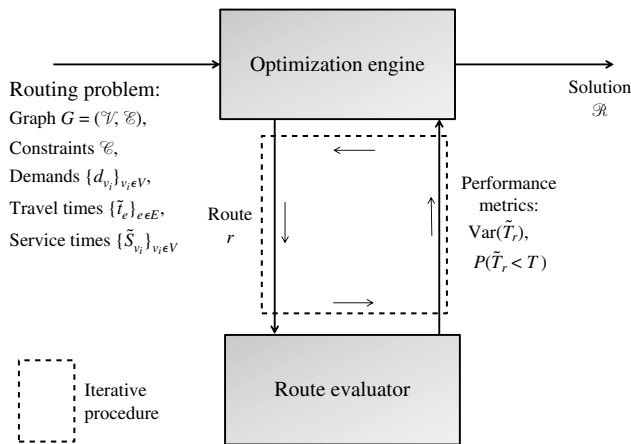 Optimization engine
Routing problem:
Graph G = (𝒱, ℰ),
Constraints 𝒞,
Demands {d_{v_i}}_{v_i ϵ V},
Travel times {t̃_e}_{e ϵ E},
Service times {S̃_{v_i}}_{v_i ϵ V}
Solution
ℛ
Route
r
Performance
metrics:
Var(T̃_r),
P(T̃_r < T)
Route evaluator
Iterative
procedure